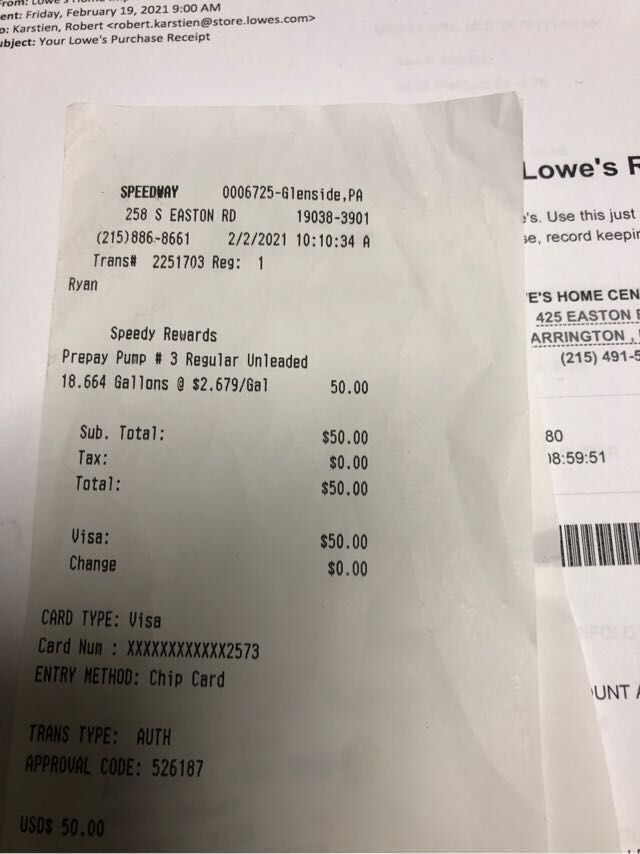 ent: Friday, February 19, 2021 9:00 AM
o: Karstien, Robert <robert.karstien@store.lowes.com>
ubject: Your Lowe's Purchase Receipt
SPEEDWAY 0006725-Glenside,PA
258 S EASTON RD 19038-3901
(215)886-8661 2/2/2021 10:10:34 A
Trans# 2251703 Reg: 1
Ryan
Speedy Rewards
Prepay Pump # 3 Regular Unleaded
18.664 Gallons @ $2.679/Gal 50.00
Sub. Total: $50.00
Tax: $0.00
Total: $50.00
Visa: $50.00
Change $0.00
CARD TYPE: Visa
Card Num : XXXXXXXXXXXX2573
ENTRY METHOD: Chip Card
TRANS TYPE: AUTH
APPROVAL CODE: 526187
USD$ 50.00
Lowe's R
's. Use this just
se, record keepin
'E'S HOME CEN
425 EASTON
ARRINGTON ,
(215) 491-5
80
08:59:51
OUNT A